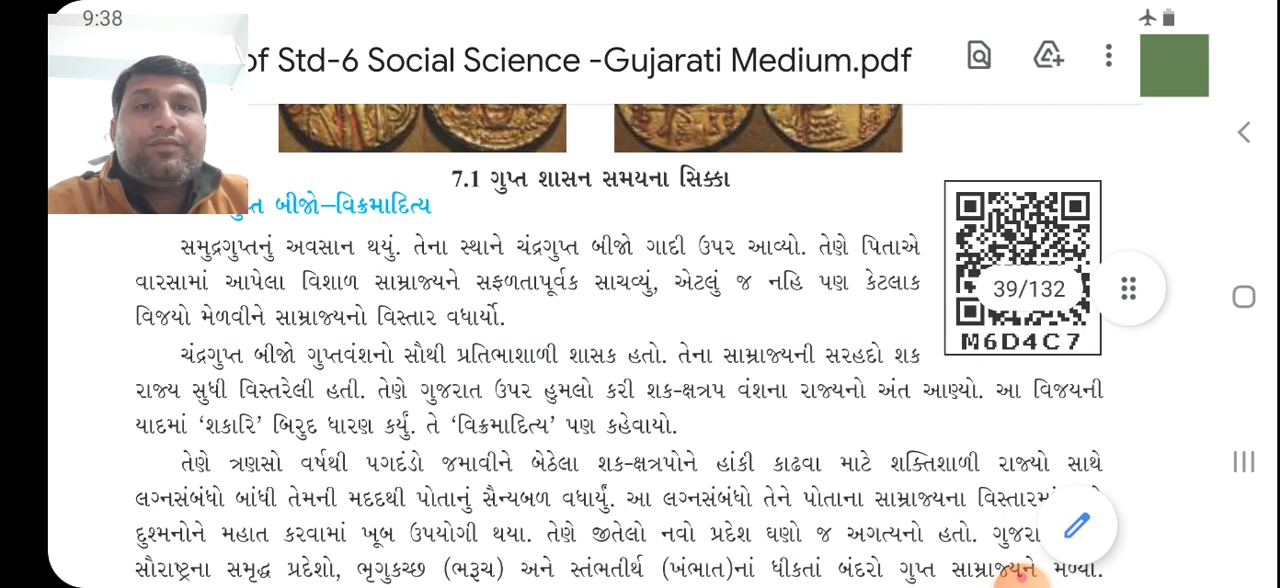 9:38
of Std-6 Social Science -Gujarati Medium.pdf
7.1 ગુપ્ત શાસન સમયના સિક્કા
બીજો–વિક્રમાદિત્ય
સમુદ્રગુપ્તનું અવસાન થયું. તેના સ્થાને ચંદ્રગુપ્ત બીજો ગાદી ઉપર આવ્યો. તેણે પિતાએ
વારસામાં આપેલા વિશાળ સામ્રાજ્યને સફળતાપૂર્વક સાચવ્યું, એટલું જ નહિ પણ કેટલાક
વિજયો મેળવીને સામ્રાજ્યનો વિસ્તાર વધાર્યો.
39/132
M6D4C7
ચંદ્રગુપ્ત બીજો ગુપ્તવંશનો સૌથી પ્રતિભાશાળી શાસક હતો. તેના સામ્રાજ્યની સરહદો શક
રાજ્ય સુધી વિસ્તરેલી હતી. તેણે ગુજરાત ઉપર હુમલો કરી શક-ક્ષત્રપ વંશના રાજ્યનો અંત આણ્યો. આ વિજયની
યાદમાં ‘શકારિ’ બિરુદ ધારણ કર્યું. તે ‘વિક્રમાદિત્ય’ પણ કહેવાયો.
તેણે ત્રણસો વર્ષથી પગદંડો જમાવીને બેઠેલા શક-ક્ષત્રપોને હાંકી કાઢવા માટે શક્તિશાળી રાજ્યો સાથે
લગ્નસંબંધો બાંધી તેમની મદદથી પોતાનું સૈન્યબળ વધાર્યું. આ લગ્નસંબંધો તેને પોતાના સામ્રાજ્યના
દુશ્મનોને મહાત કરવામાં ખૂબ ઉપયોગી થયા. તેણે જીતેલો નવો પ્રદેશ ઘણો જ અગત્યનો હતો.
સૌરાષ્ટ્રના સમૃદ્ધ પ્રદેશો, ભૃગુકચ્છ (ભરૂચ) અને સ્તંભતીર્થ (ખંભાત)નાં ધીકતાં બંદરો ગુપ્ત સામ્રાજ્યને મળ્યા.